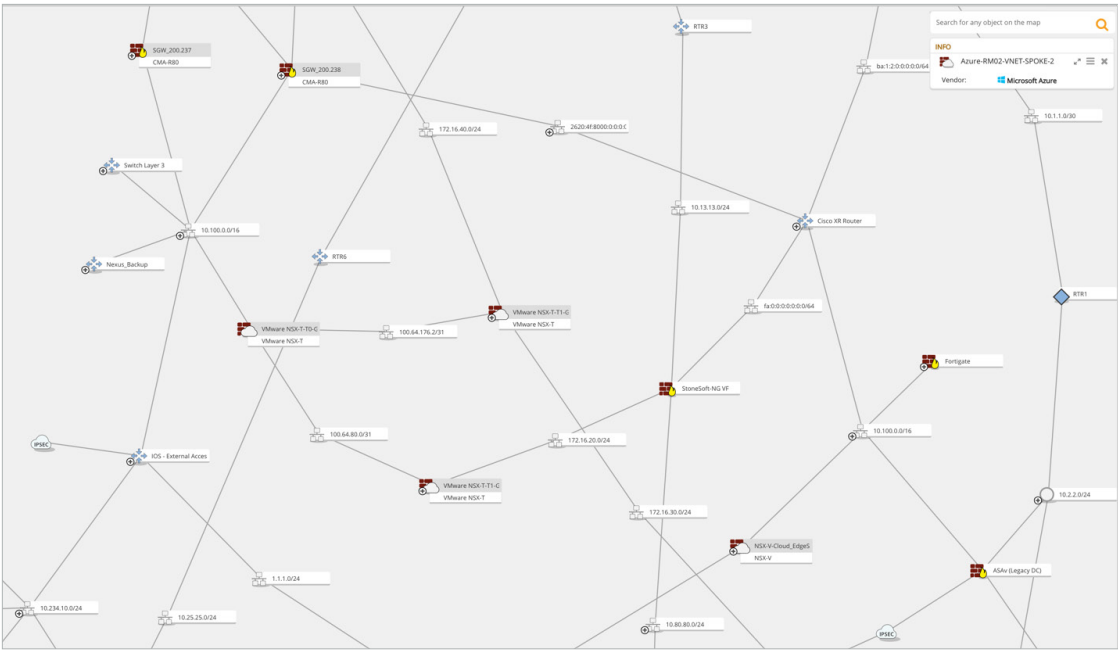 RTR3
Search for any object on the map
INFO
Azure-RM02-VNET-SPOKE-2
Vendor:
Microsoft Azure
SGW_200.237
CMA-R80
SGW_200.238
CMA-R80
ba:1:2:0:0:0:0:0/64
10.1.1.0/30
172.16.40.0/24
2620:4f:8000:0:0:0:(
Switch Layer 3
10.13.13.0/24
Cisco XR Router
10.100.0.0/16
RTR6
Nexus_Backup
RTR1
fa:0:0:0:0:0:0:0/64
VMware NSX-T-T1-G
VMware NSX-T
VMware NSX-T-T0-G
VMware NSX-T
100.64.176.2/31
Fortigate
StoneSoft-NG VF
100.64.80.0/31
172.16.20.0/24
10.100.0.0/16
IPSEC
IOS - External Acces
VMware NSX-T-T1-G
VMware NSX-T
10.2.2.0/24
172.16.30.0/24
NSX-V-Cloud_EdgeS
NSX-V
ASAv (Legacy DC)
1.1.1.0/24
10.234.10.0/24
10.25.25.0/24
10.80.80.0/24
IPSEC